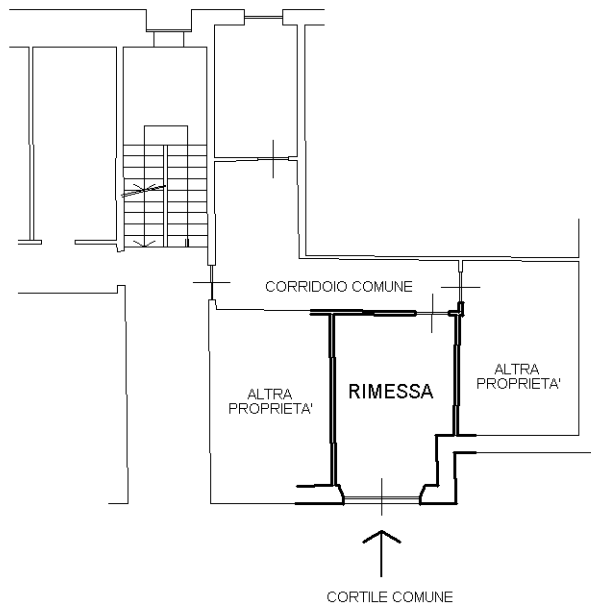 CORRIDOIO COMUNE
ALTRA
PROPRIETA'
RIMESSA
ALTRA
PROPRIETA'
CORTILE COMUNE